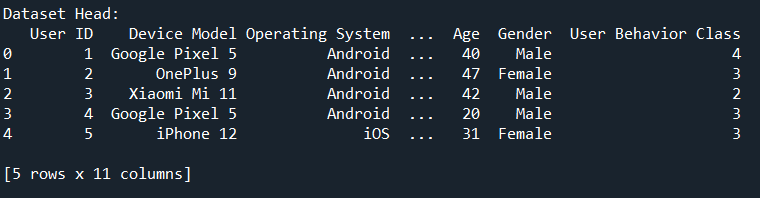 Dataset Head:
User ID Device Model Operating System ... Age Gender User Behavior Class
0 1 Google Pixel 5 Android ... 40 Male 4
1 2 OnePlus 9 Android ... 47 Female 3
2 3 Xiaomi Mi 11 Android ... 42 Male 2
3 4 Google Pixel 5 Android ... 20 Male 3
4 5 iPhone 12 iOS ... 31 Female 3
[5 rows x 11 columns]